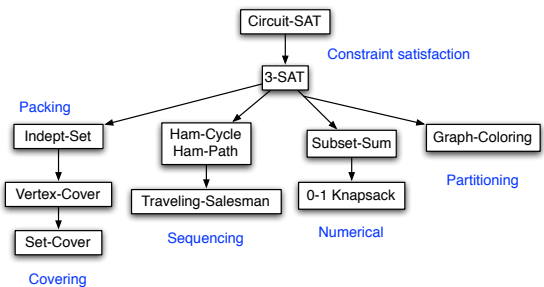 Circuit-SAT
Constraint satisfaction
3-SAT
Packing
Indept-Set
Ham-Cycle
Ham-Path
Subset-Sum
Graph-Coloring
Vertex-Cover
Traveling-Salesman
0-1 Knapsack
Partitioning
Set-Cover
Sequencing
Numerical
Covering